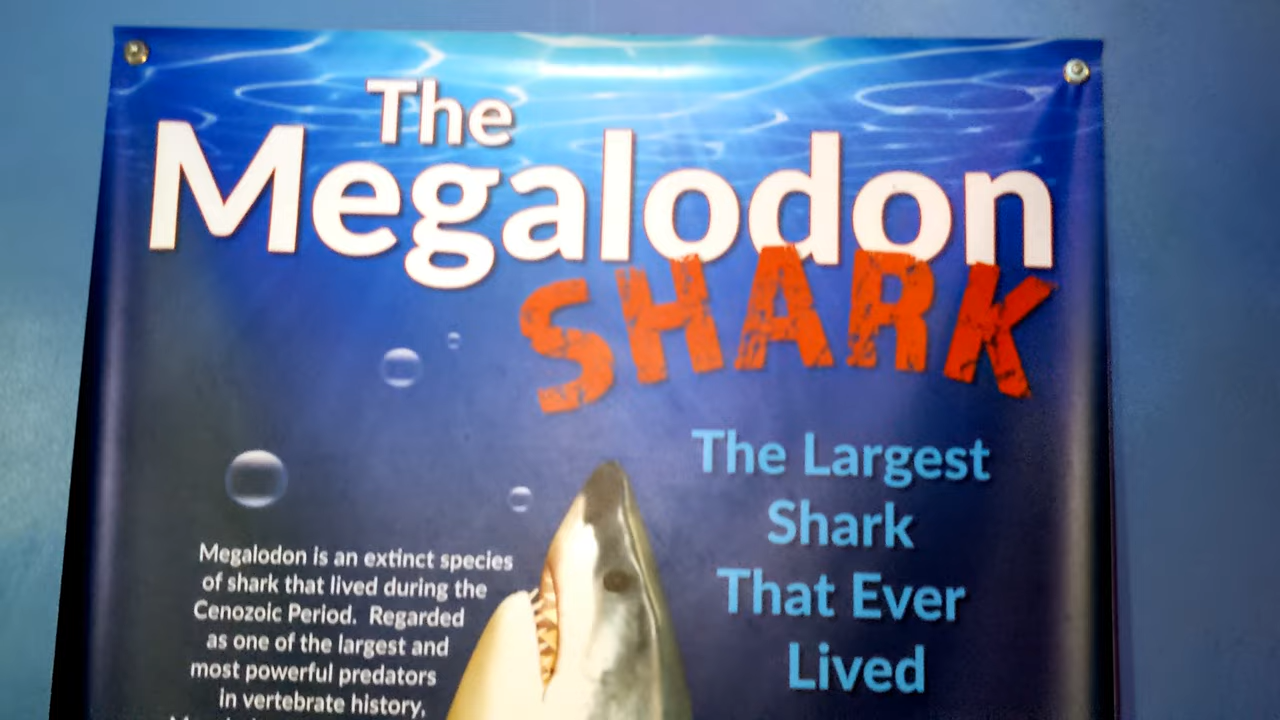 The
Megalodon
SHARK
The Largest
Shark
That Ever
Lived
Megalodon is an extinct species
of shark that lived during the
Cenozoic Period. Regarded
as one of the largest and
most powerful predators
in vertebrate history,